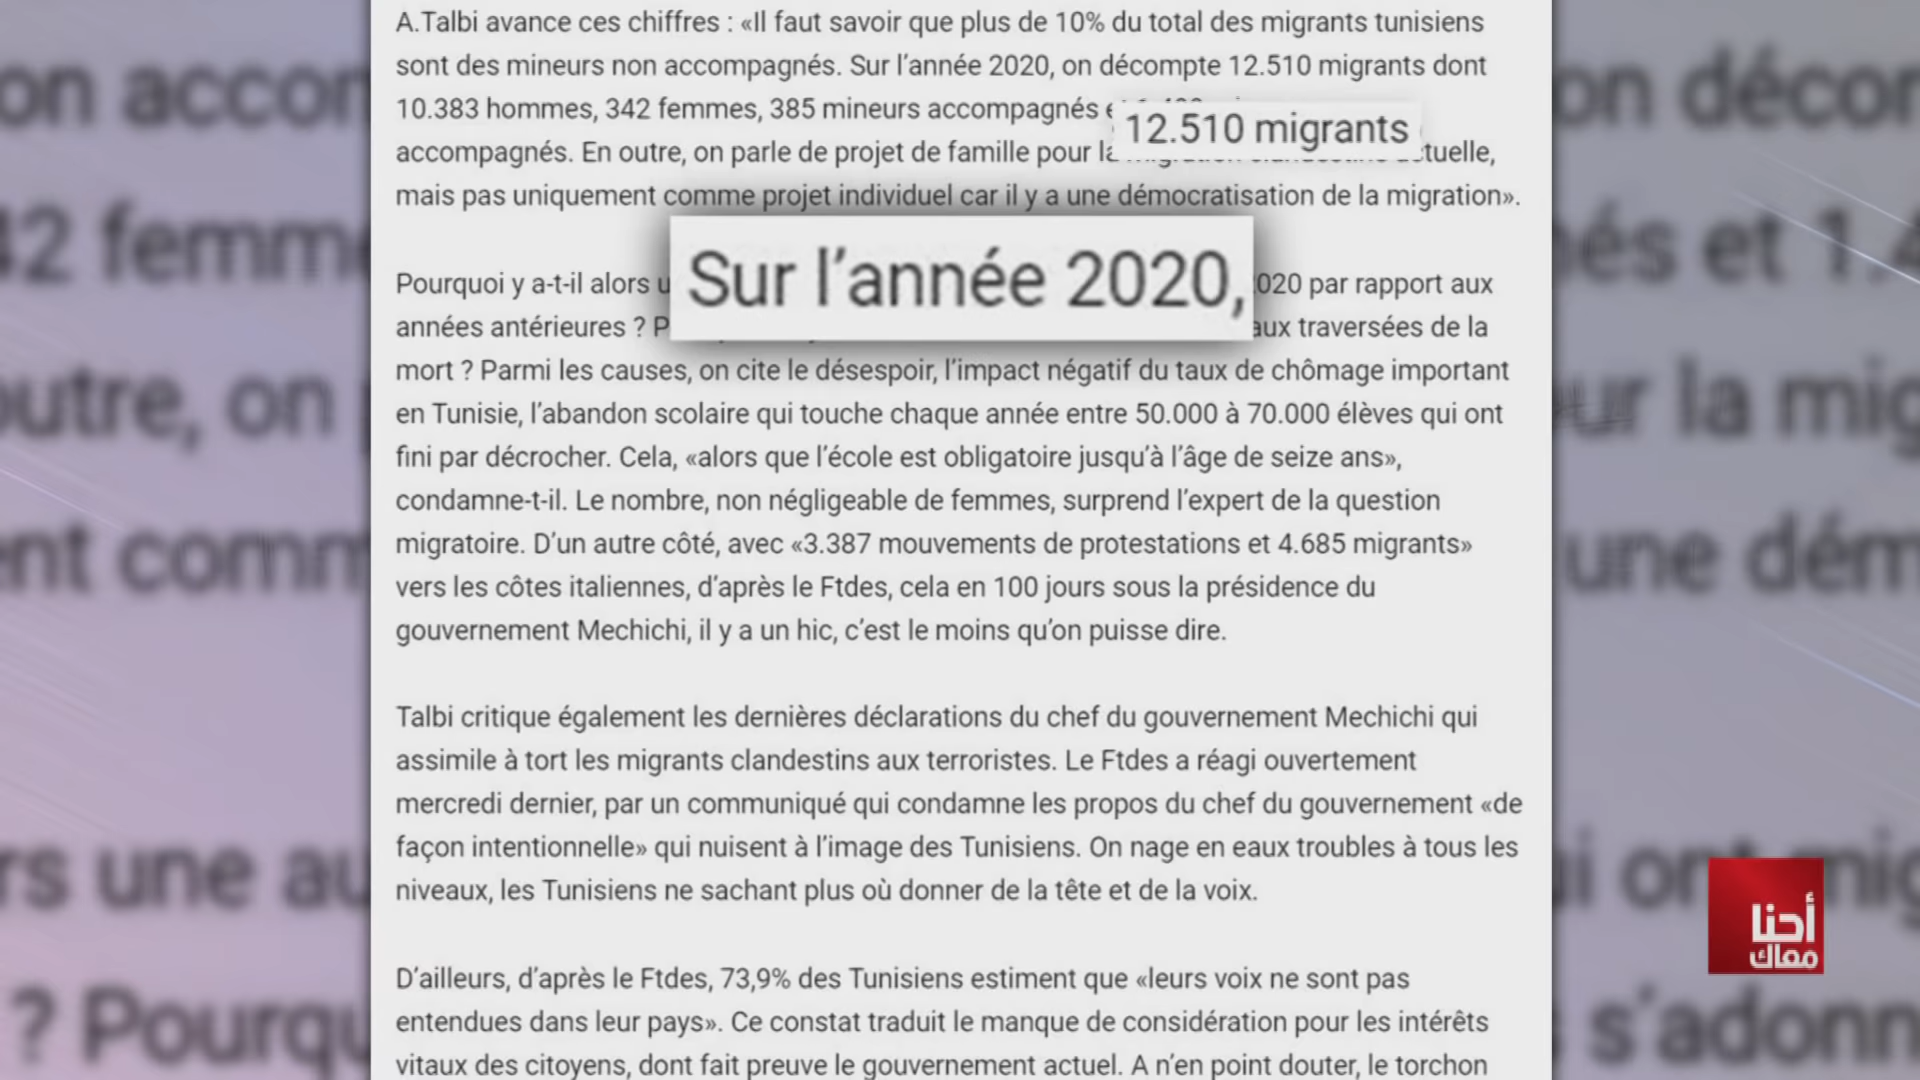 A.Talbi avance ces chiffres : «Il faut savoir que plus de 10% du total des migrants tunisiens
sont des mineurs non accompagnés. Sur l’année 2020, on décompte 12.510 migrants dont
10.383 hommes, 342 femmes, 385 mineurs accompagnés
12.510 migrants
accompagnés. En outre, on parle de projet de famille pour
mais pas uniquement comme projet individuel car il y a une démocratisation de la migration».
Sur l’année 2020,
Pourquoi y a-t-il alors 2020 par rapport aux
années antérieures ? aux traversées de la
mort ? Parmi les causes, on cite le désespoir, l’impact négatif du taux de chômage important
en Tunisie, l’abandon scolaire qui touche chaque année entre 50.000 à 70.000 élèves qui ont
fini par décrocher. Cela, «alors que l’école est obligatoire jusqu’à l’âge de seize ans»,
condamne-t-il. Le nombre, non négligeable de femmes, surprend l’expert de la question
migratoire. D’un autre côté, avec «3.387 mouvements de protestations et 4.685 migrants»
vers les côtes italiennes, d’après le Ftdes, cela en 100 jours sous la présidence du
gouvernement Mechichi, il y a un hic, c’est le moins qu’on puisse dire.
Talbi critique également les dernières déclarations du chef du gouvernement Mechichi qui
assimile à tort les migrants clandestins aux terroristes. Le Ftdes a réagi ouvertement
mercredi dernier, par un communiqué qui condamne les propos du chef du gouvernement «de
façon intentionnelle» qui nuisent à l’image des Tunisiens. On nage en eaux troubles à tous les
niveaux, les Tunisiens ne sachant plus où donner de la tête et de la voix.
D’ailleurs, d’après le Ftdes, 73,9% des Tunisiens estiment que «leurs voix ne sont pas
entendues dans leur pays». Ce constat traduit le manque de considération pour les intérêts
vitaux des citoyens, dont fait preuve le gouvernement actuel. A n’en point douter, le torchon
أحنا
معاك